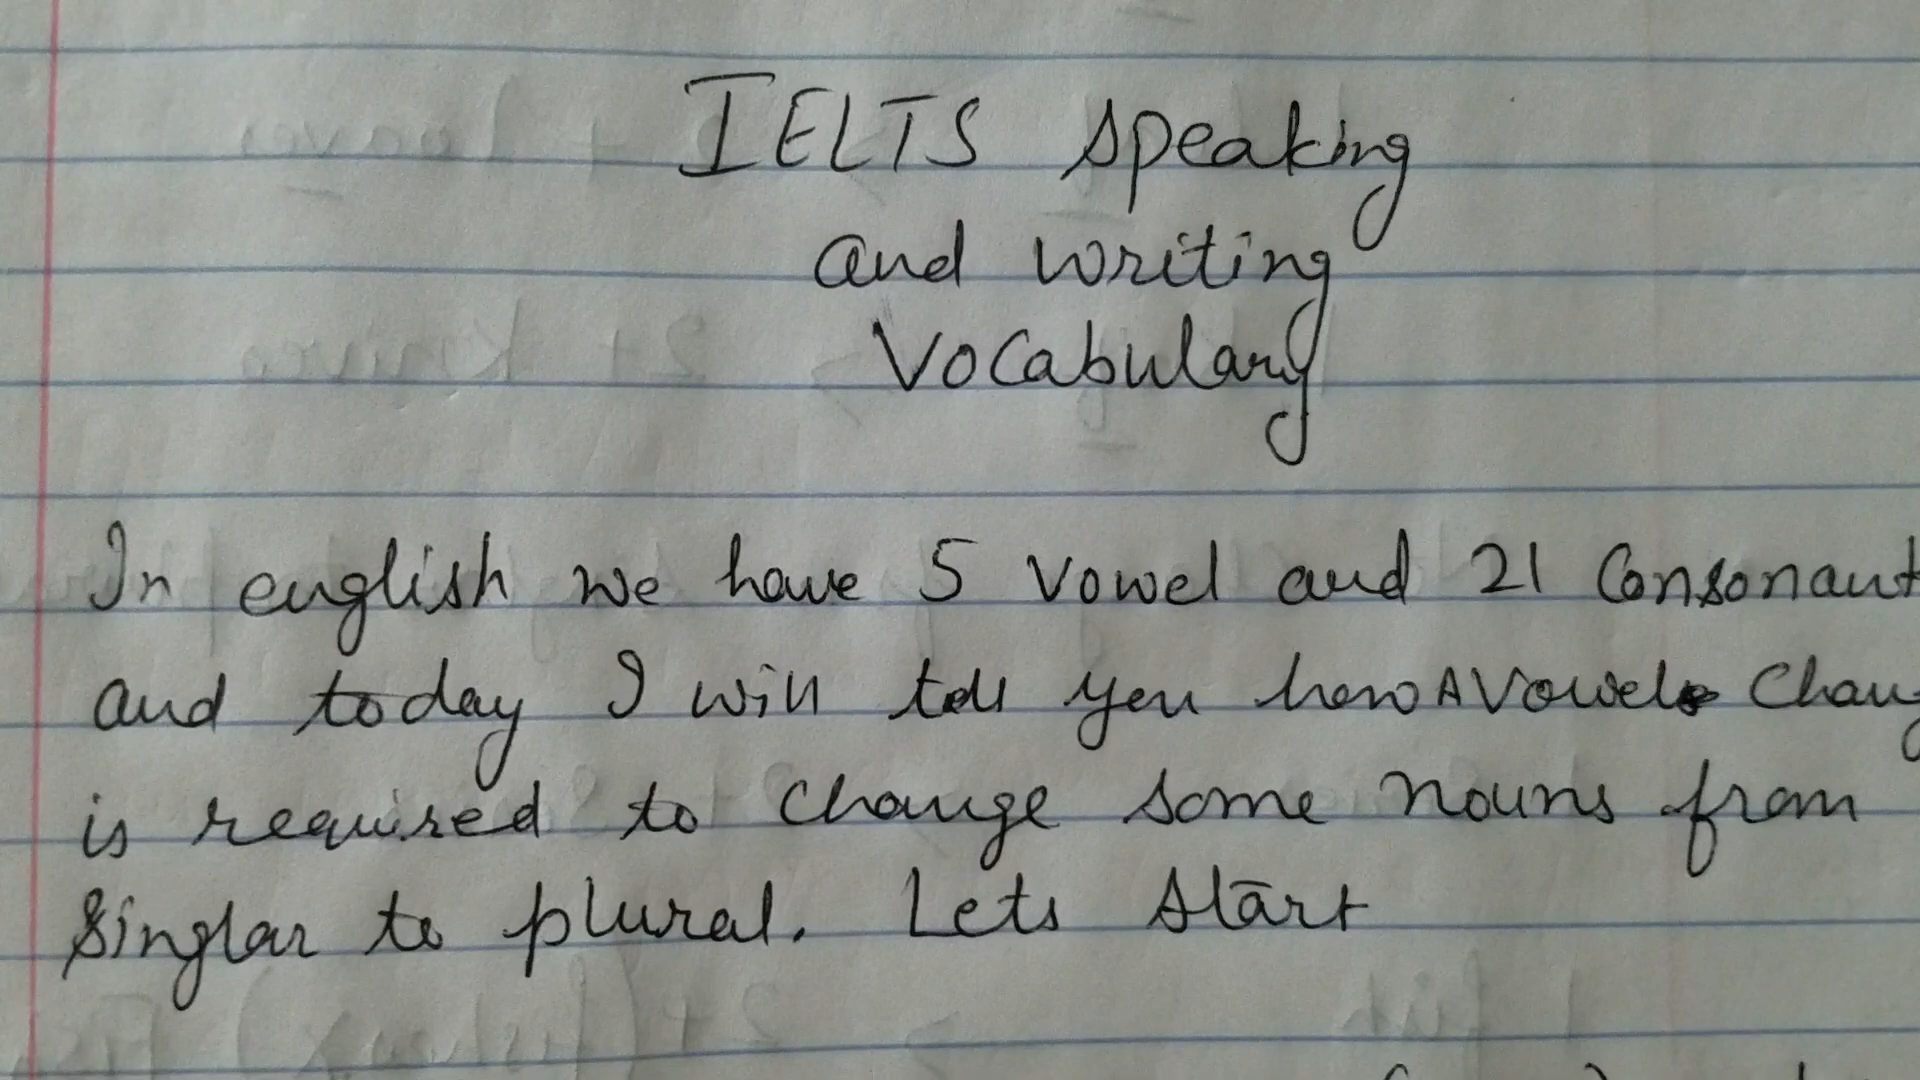 IELTS speaking
and writing
Vocabulary
In english we have 5 Vowel and 21 Consonant
and today I will tell you how A Vowel Chang
is required to change some nouns from
Singlar to plural. Lets start